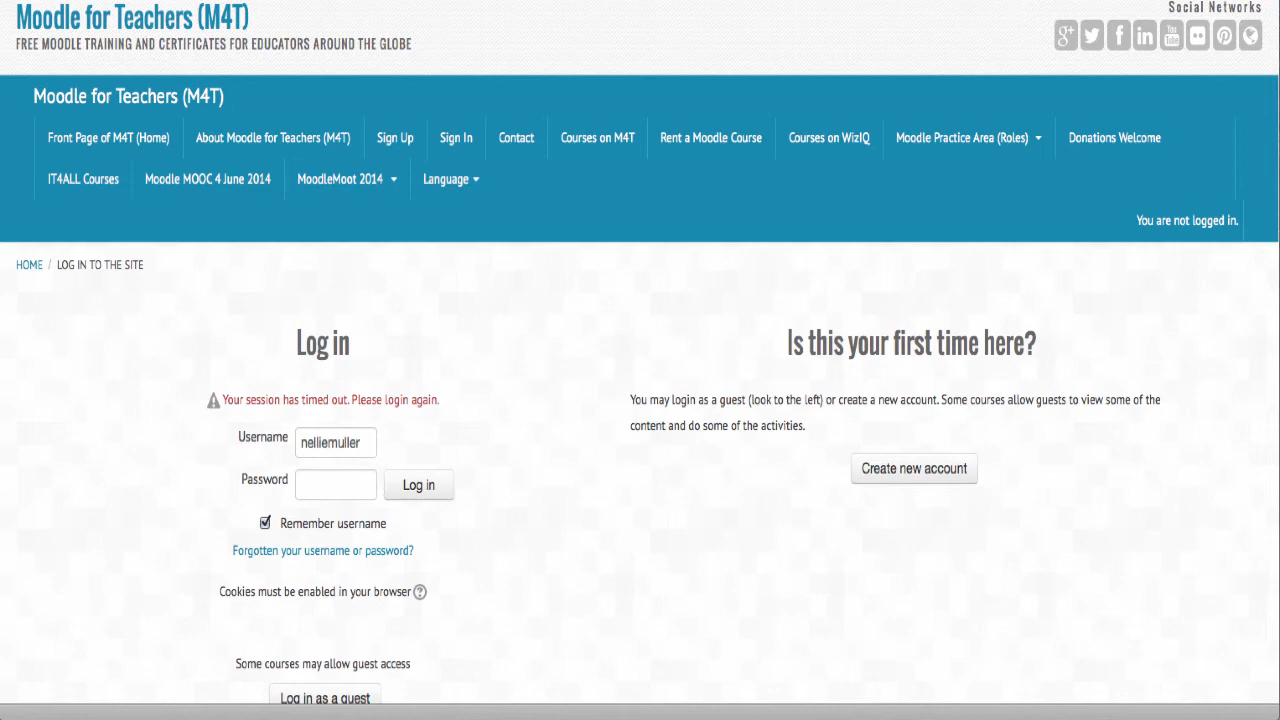 Moodle for Teachers (M4T)
FREE MOODLE TRAINING AND CERTIFICATES FOR EDUCATORS AROUND THE GLOBE
Social Networks
You Tube
Moodle for Teachers (M4T)
Front Page of M4T (Home) About Moodle for Teachers (M4T) Sign Up Sign In Contact Courses on M4T Rent a Moodle Course Courses on WizIQ Moodle Practice Area (Roles) Donations Welcome
IT4ALL Courses Moodle MOOC 4 June 2014 MoodleMoot 2014 Language
You are not logged in.
HOME / LOG IN TO THE SITE
Log in
Your session has timed out. Please login again.
Username nelliemuller
Password Log in
Remember username
Forgotten your username or password?
Cookies must be enabled in your browser ?
Some courses may allow guest access
Log in as a guest
Is this your first time here?
You may login as a guest (look to the left) or create a new account. Some courses allow guests to view some of the
content and do some of the activities.
Create new account